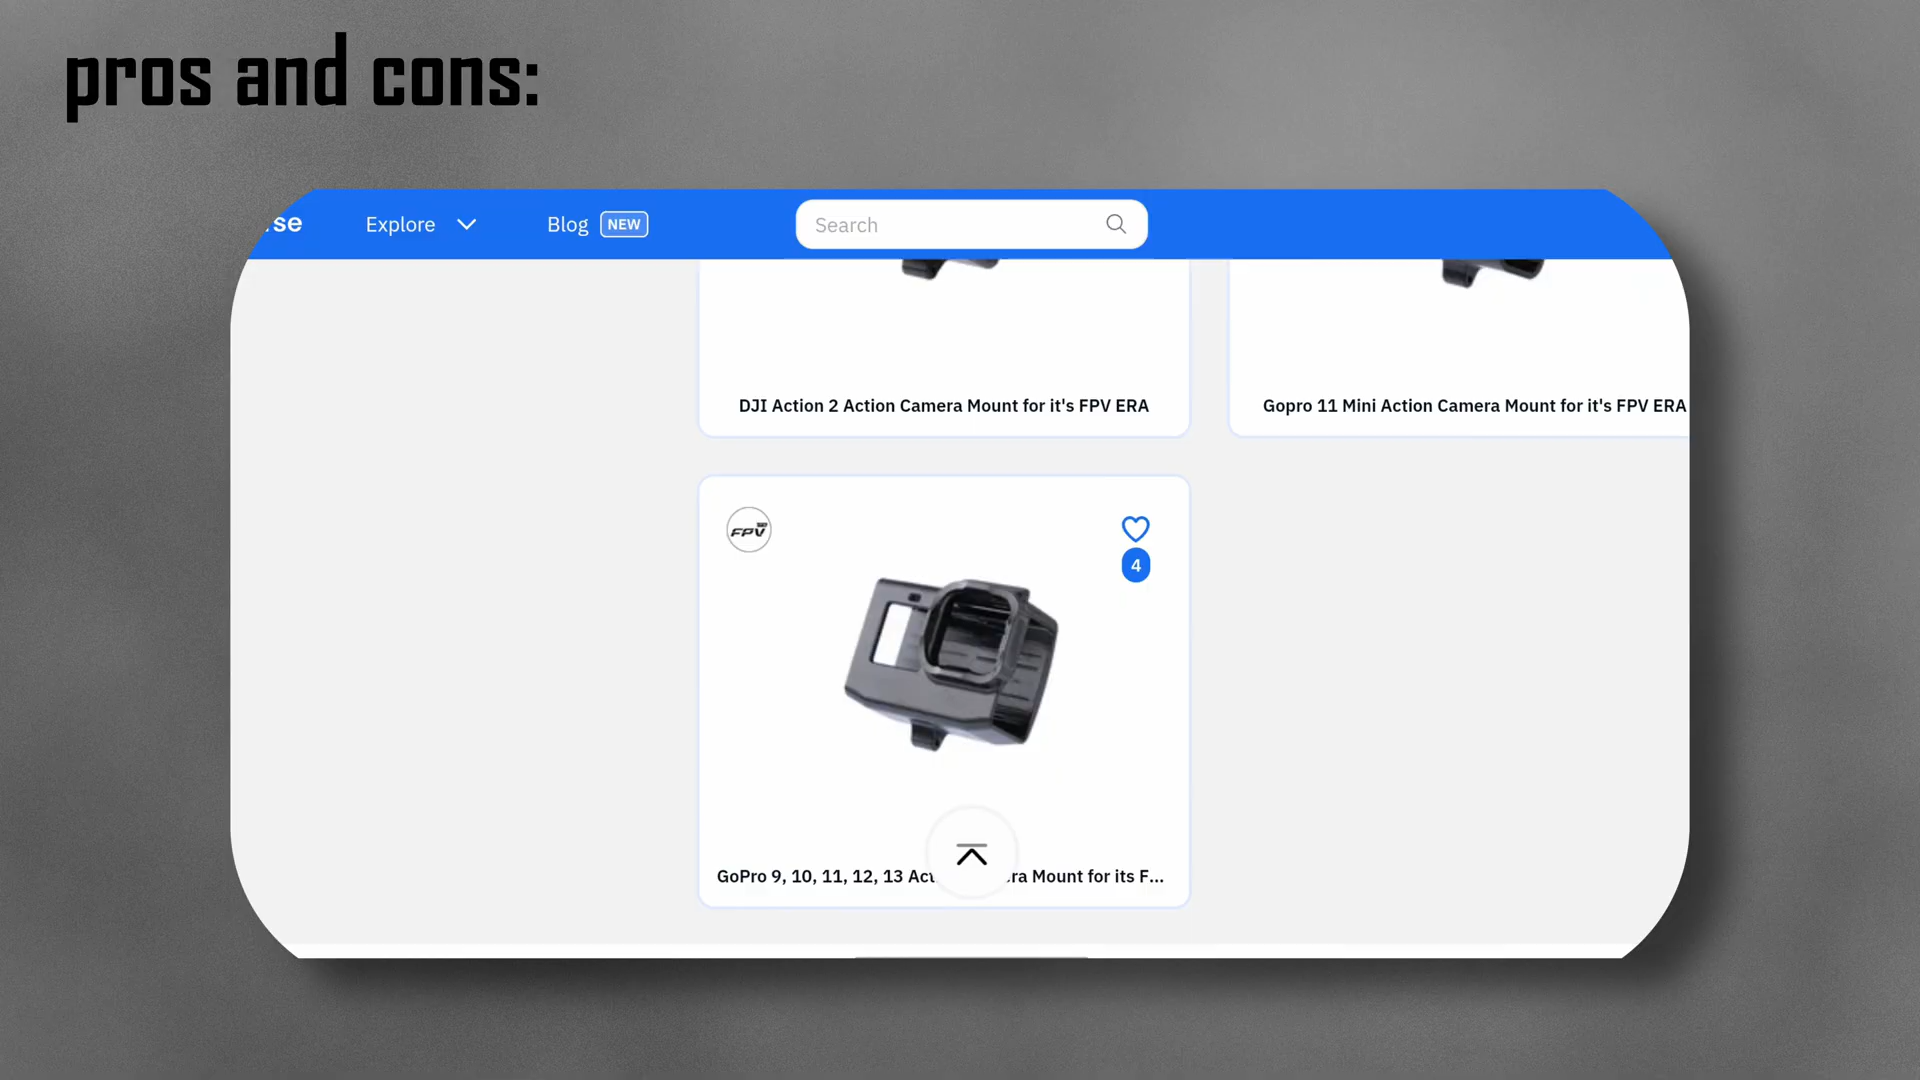 pros and cons:
se
Explore
Blog NEW
Search
DJI Action 2 Action Camera Mount for it's FPV ERA
Gopro 11 Mini Action Camera Mount for it's FPV ERA
FPV
4
GoPro 9, 10, 11, 12, 13 Act ra Mount for its F...